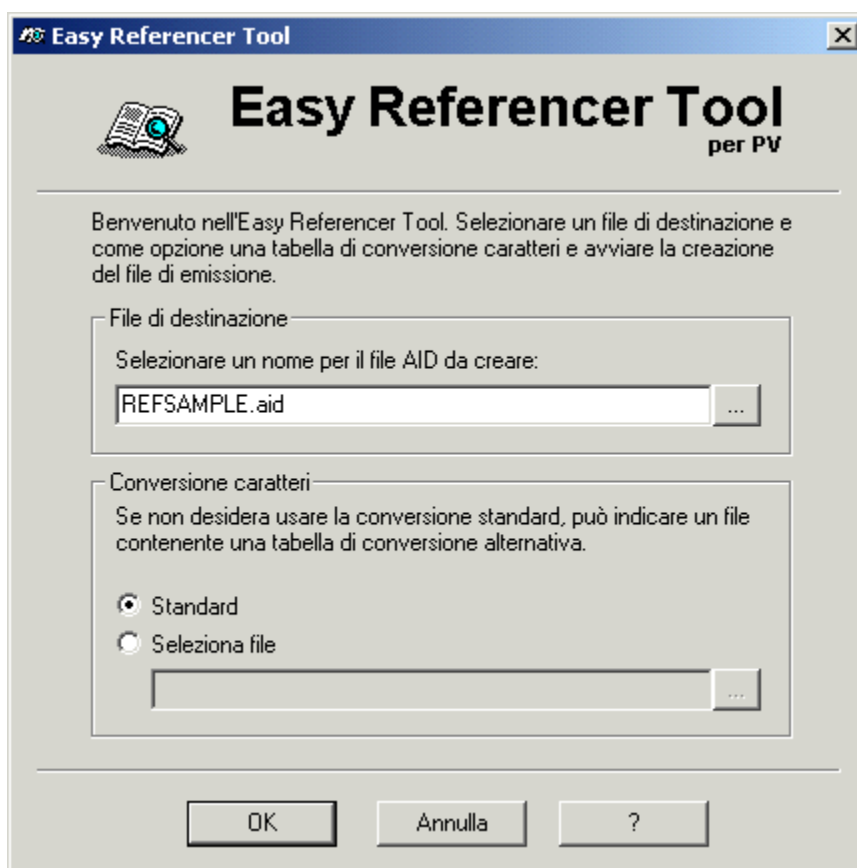 Easy Referencer Tool
Easy Referencer Tool
per PV
Benvenuto nell'Easy Referencer Tool. Selezionare un file di destinazione e
come opzione una tabella di conversione caratteri e avviare la creazione
del file di emissione.
File di destinazione
Selezionare un nome per il file AID da creare:
REFSAMPLE.aid
...
Conversione caratteri
Se non desidera usare la conversione standard, può indicare un file
contenente una tabella di conversione alternativa.
Standard
Seleziona file
...
OK Annulla ?